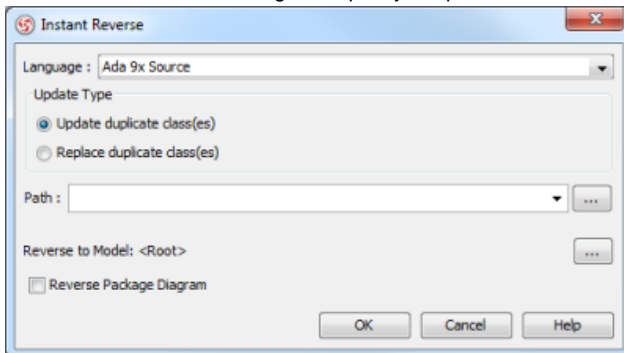 Instant Reverse
Language : Ada 9x Source
Update Type
Update duplicate class(es)
Replace duplicate class(es)
Path : ...
Reverse to Model: <Root> ...
Reverse Package Diagram
OK Cancel Help